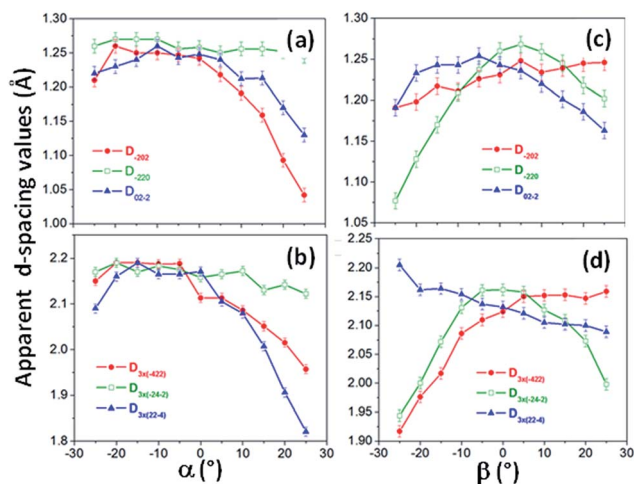 Apparent d-spacing values (Å)
(a)
1.30
1.25
1.20
1.15
1.10
1.05
1.00
D-202
D-220
D02-2
(c)
1.30
1.25
1.20
1.15
1.10
1.05
D-202
D-220
D02-2
(b)
2.2
2.1
2.0
1.9
1.8
D3x(-422)
D3x(-24-2)
D3x(22-4)
-30 -20 -10 0 10 20 30
α (°)
(d)
2.25
2.20
2.15
2.10
2.05
2.00
1.95
1.90
D3x(-422)
D3x(-24-2)
D3x(22-4)
-30 -20 -10 0 10 20 30
β (°)